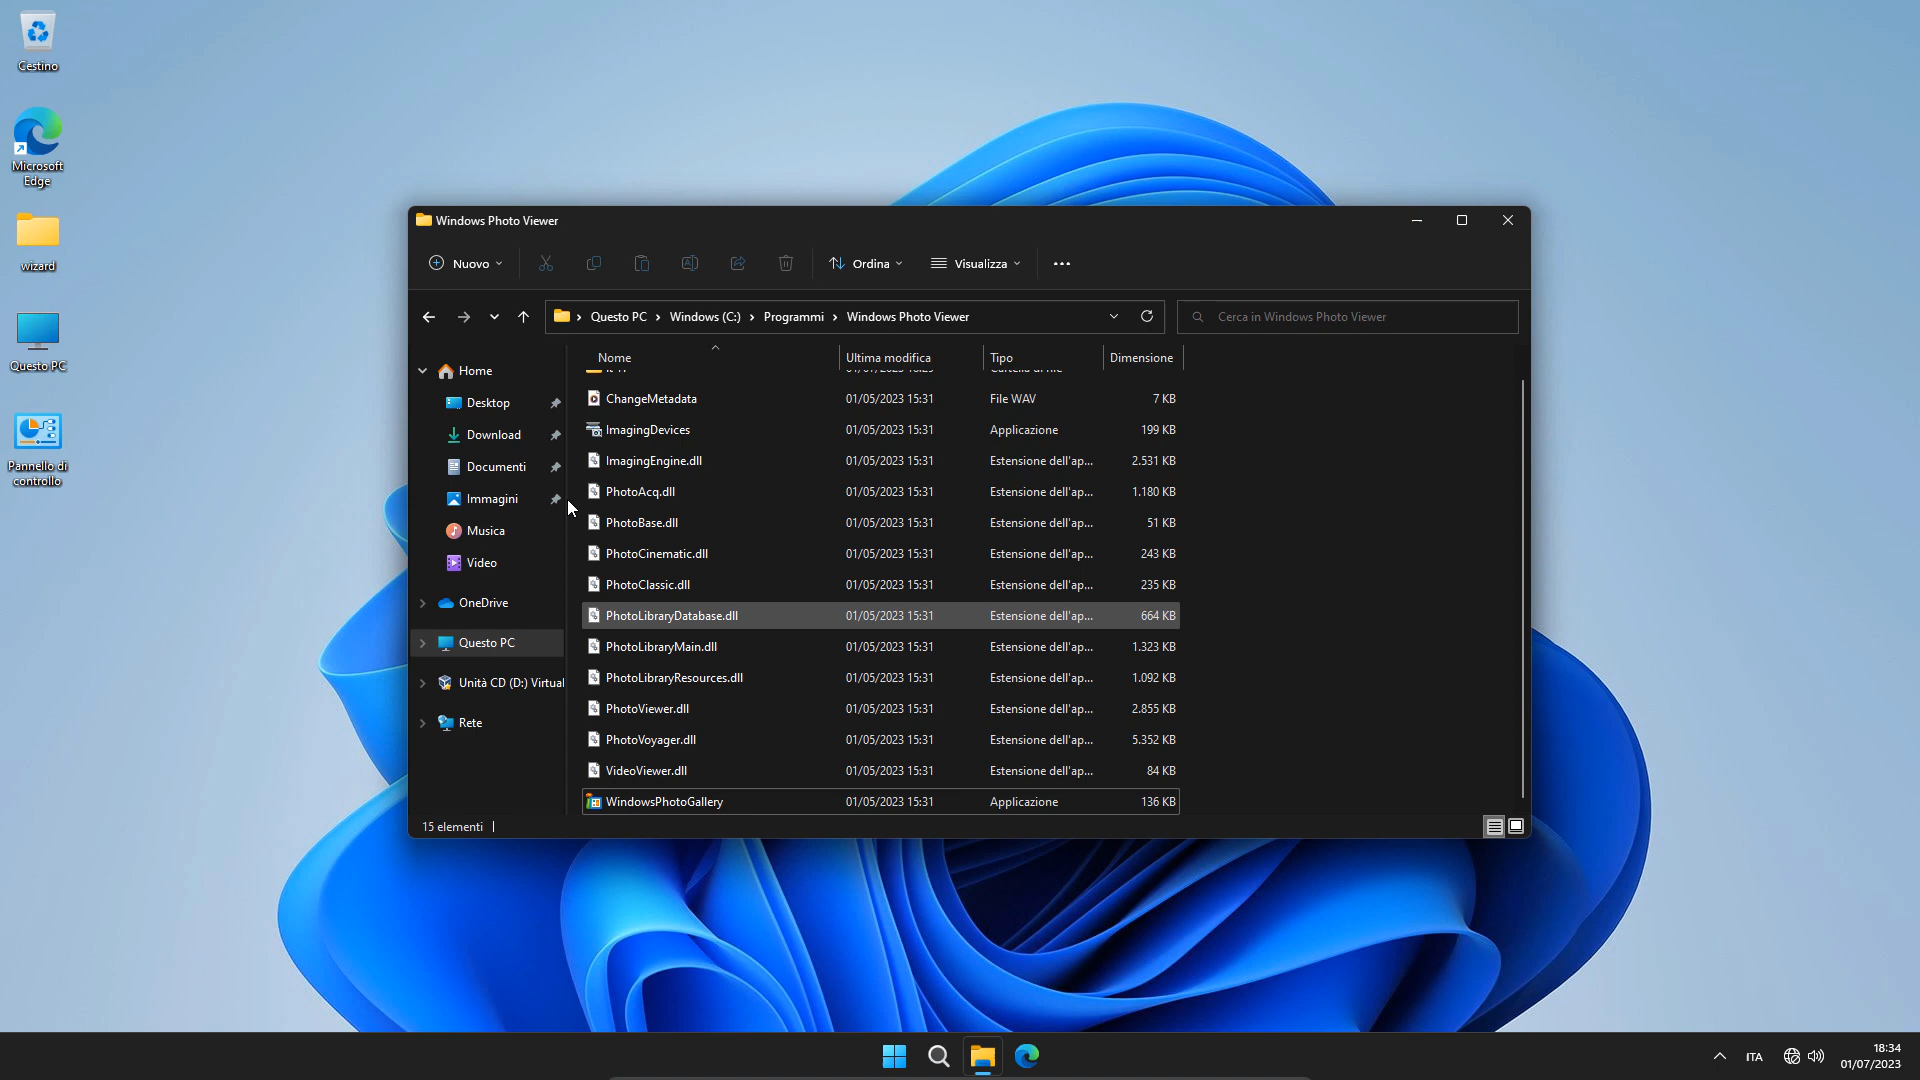 Cestino
Microsoft
Edge
wizard
Questo PC
Pannello di
controllo
Windows Photo Viewer
Nuovo
Ordina
Visualizza
Questo PC
Windows (C:)
Programmi
Windows Photo Viewer
Cerca in Windows Photo Viewer
Home
Desktop
Download
Documenti
Immagini
Musica
Video
OneDrive
Questo PC
Unità CD (D:) Virtual
Rete
Nome Ultima modifica Tipo Dimensione
ChangeMetadata 01/05/2023 15:31 File WAV 7 KB
ImagingDevices 01/05/2023 15:31 Applicazione 199 KB
ImagingEngine.dll 01/05/2023 15:31 Estensione dell'ap... 2.531 KB
PhotoAcq.dll 01/05/2023 15:31 Estensione dell'ap... 1.180 KB
PhotoBase.dll 01/05/2023 15:31 Estensione dell'ap... 51 KB
PhotoCinematic.dll 01/05/2023 15:31 Estensione dell'ap... 243 KB
PhotoClassic.dll 01/05/2023 15:31 Estensione dell'ap... 235 KB
PhotoLibraryDatabase.dll 01/05/2023 15:31 Estensione dell'ap... 664 KB
PhotoLibraryMain.dll 01/05/2023 15:31 Estensione dell'ap... 1.323 KB
PhotoLibraryResources.dll 01/05/2023 15:31 Estensione dell'ap... 1.092 KB
PhotoViewer.dll 01/05/2023 15:31 Estensione dell'ap... 2.855 KB
PhotoVoyager.dll 01/05/2023 15:31 Estensione dell'ap... 5.352 KB
VideoViewer.dll 01/05/2023 15:31 Estensione dell'ap... 84 KB
WindowsPhotoGallery 01/05/2023 15:31 Applicazione 136 KB
15 elementi
ITA
18:34
01/07/2023